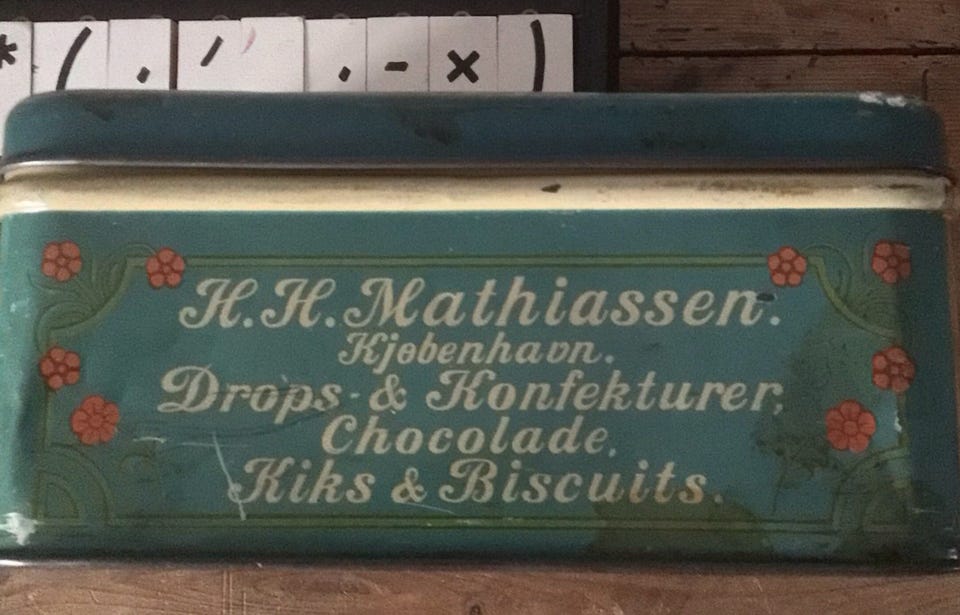 * ( . / . - × )
H.H. Mathiassen.
Kjøbenhavn.
Drops- & Konfekturer,
Chocolade,
Kiks & Biscuits.